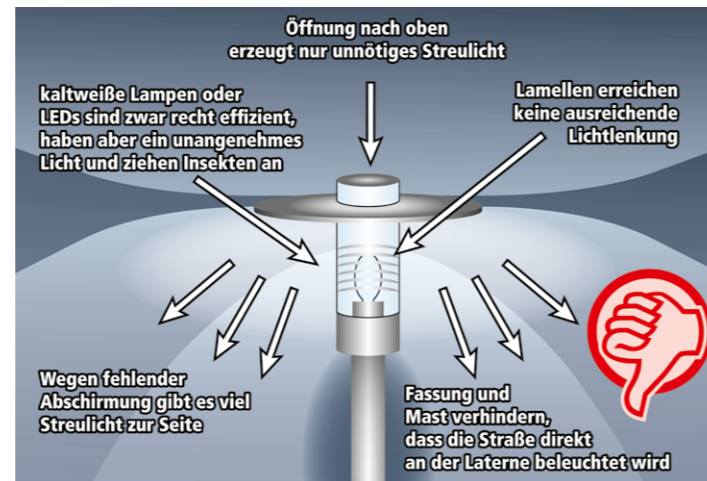 Öffnung nach oben
erzeugt nur unnötiges Streulicht
kaltweiße Lampen oder
LEDs sind zwar recht effizient,
haben aber ein unangenehmes
Licht und ziehen Insekten an
Lamellen erreichen
keine ausreichende
Lichtlenkung
Wegen fehlender
Abschirmung gibt es viel
Streulicht zur Seite
Fassung und
Mast verhindern,
dass die Straße direkt
an der Laterne beleuchtet wird